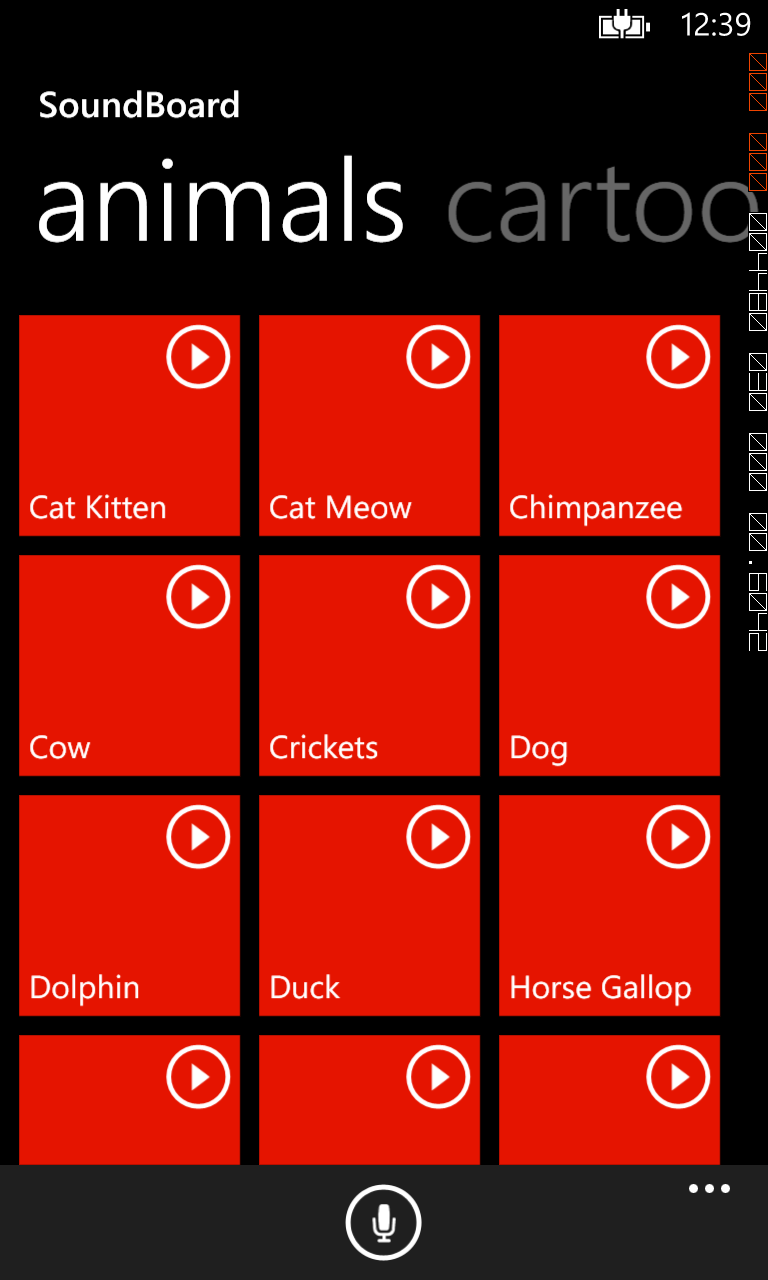 12:39
SoundBoard
animals cartoo
Cat Kitten
Cat Meow
Chimpanzee
Cow
Crickets
Dog
Dolphin
Duck
Horse Gallop